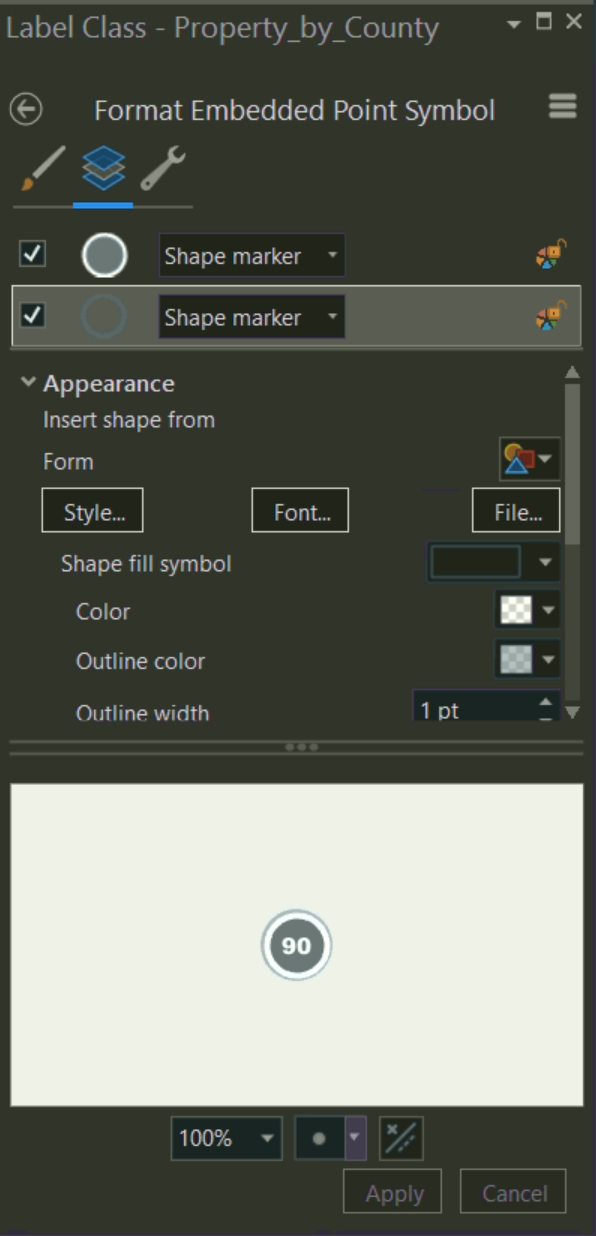 Label Class - Property_by_County
Format Embedded Point Symbol
Shape marker
Shape marker
Appearance
Insert shape from
Form
Style... Font... File...
Shape fill symbol
Color
Outline color
Outline width 1 pt
90
100%
Apply Cancel